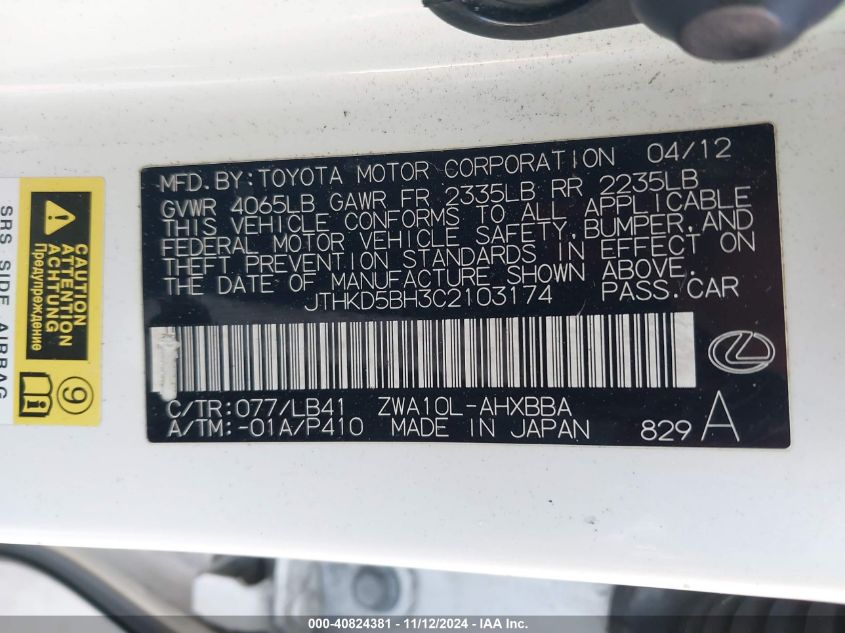 MFD. BY: TOYOTA MOTOR CORPORATION 04/12
GVWR 4065LB GAWR FR 2335LB RR 2235LB
THIS VEHICLE CONFORMS TO ALL APPLICABLE
FEDERAL MOTOR VEHICLE SAFETY, BUMPER, AND
THEFT PREVENTION STANDARDS IN EFFECT ON
THE DATE OF MANUFACTURE SHOWN ABOVE.
JTHKD5BH3C2103174 PASS. CAR
C/TR: 077/LB41 ZWA10L-AHXBBA
A/TM: -01A/P410 MADE IN JAPAN 829 A
CAUTION
ATTENTION
ACHTUNG
Предупреждение
9
SRS SIDE AIRBAG
000-40824381 - 11/12/2024 - IAA Inc.